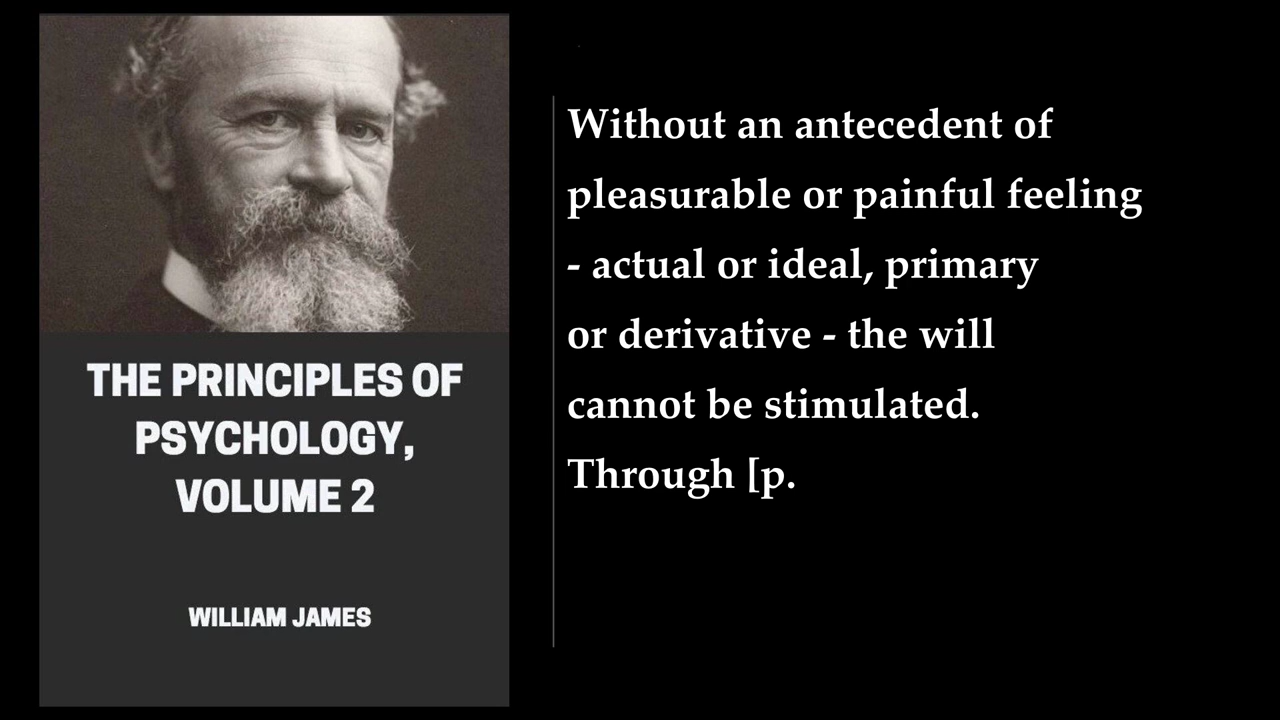 THE PRINCIPLES OF
PSYCHOLOGY,
VOLUME 2
WILLIAM JAMES
Without an antecedent of
pleasurable or painful feeling
- actual or ideal, primary
or derivative - the will
cannot be stimulated.
Through [p.